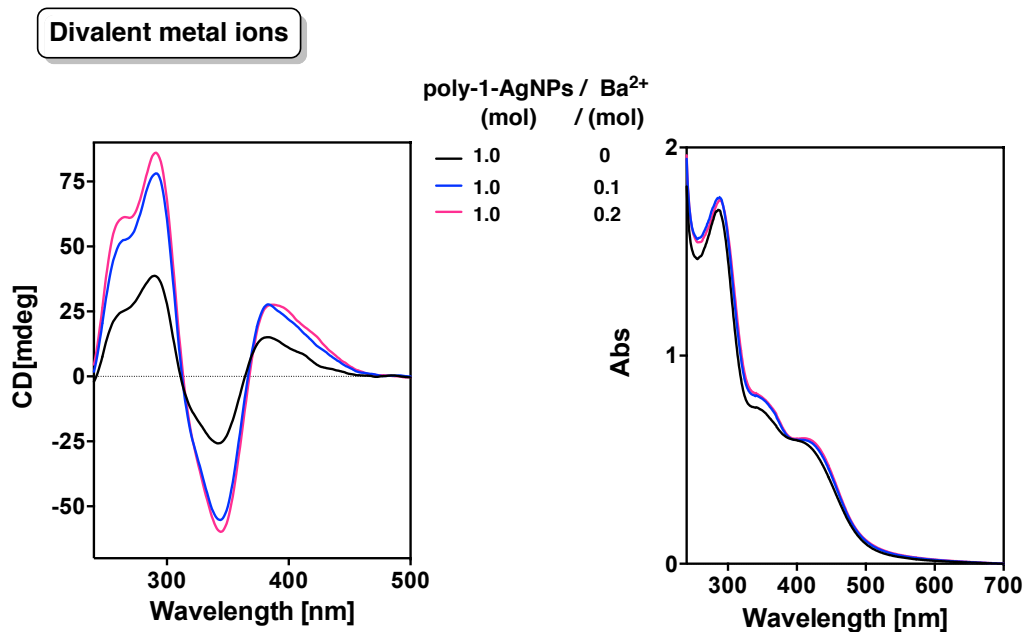 Divalent metal ions
poly-1-AgNPs / Ba²⁺
(mol) / (mol)
1.0 0
1.0 0.1
1.0 0.2
CD[mdeg]
75
50
25
0
-25
-50
300 400 500
Wavelength [nm]
Abs
2
1
0
300 400 500 600 700
Wavelength [nm]